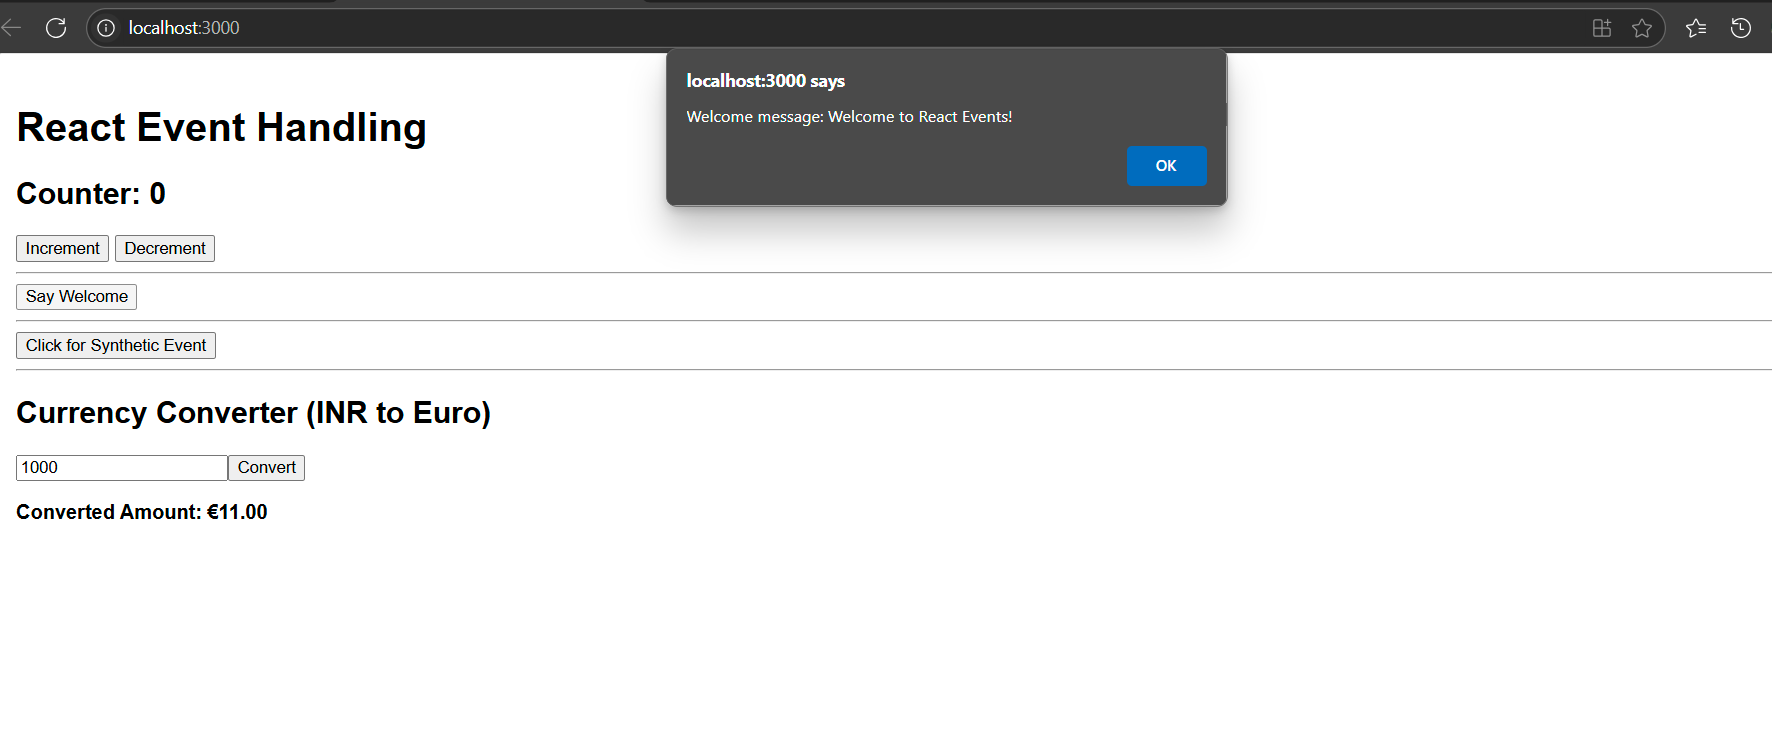 localhost:3000
localhost:3000 says
Welcome message: Welcome to React Events!
OK
React Event Handling
Counter: 0
Increment Decrement
Say Welcome
Click for Synthetic Event
Currency Converter (INR to Euro)
1000 Convert
Converted Amount: €11.00